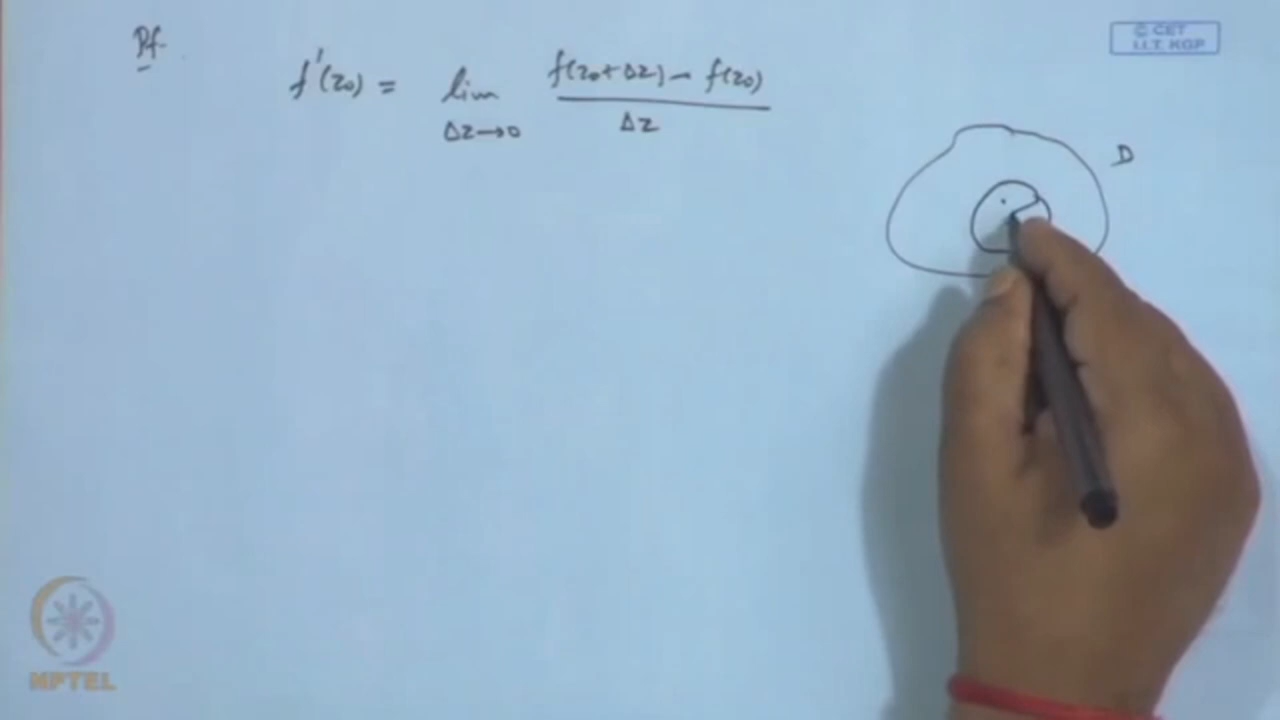 Pf.
f'(z₀) = lim Δz→0 f(z₀+Δz) − f(z₀) / Δz
D
C CET
I.I.T. KGP
NPTEL